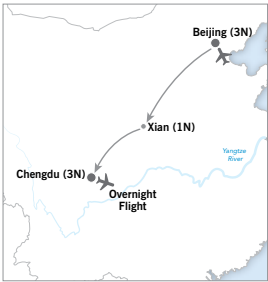 Beijing (3N)
Xian (1N)
Yangtze
River
Chengdu (3N)
Overnight
Flight